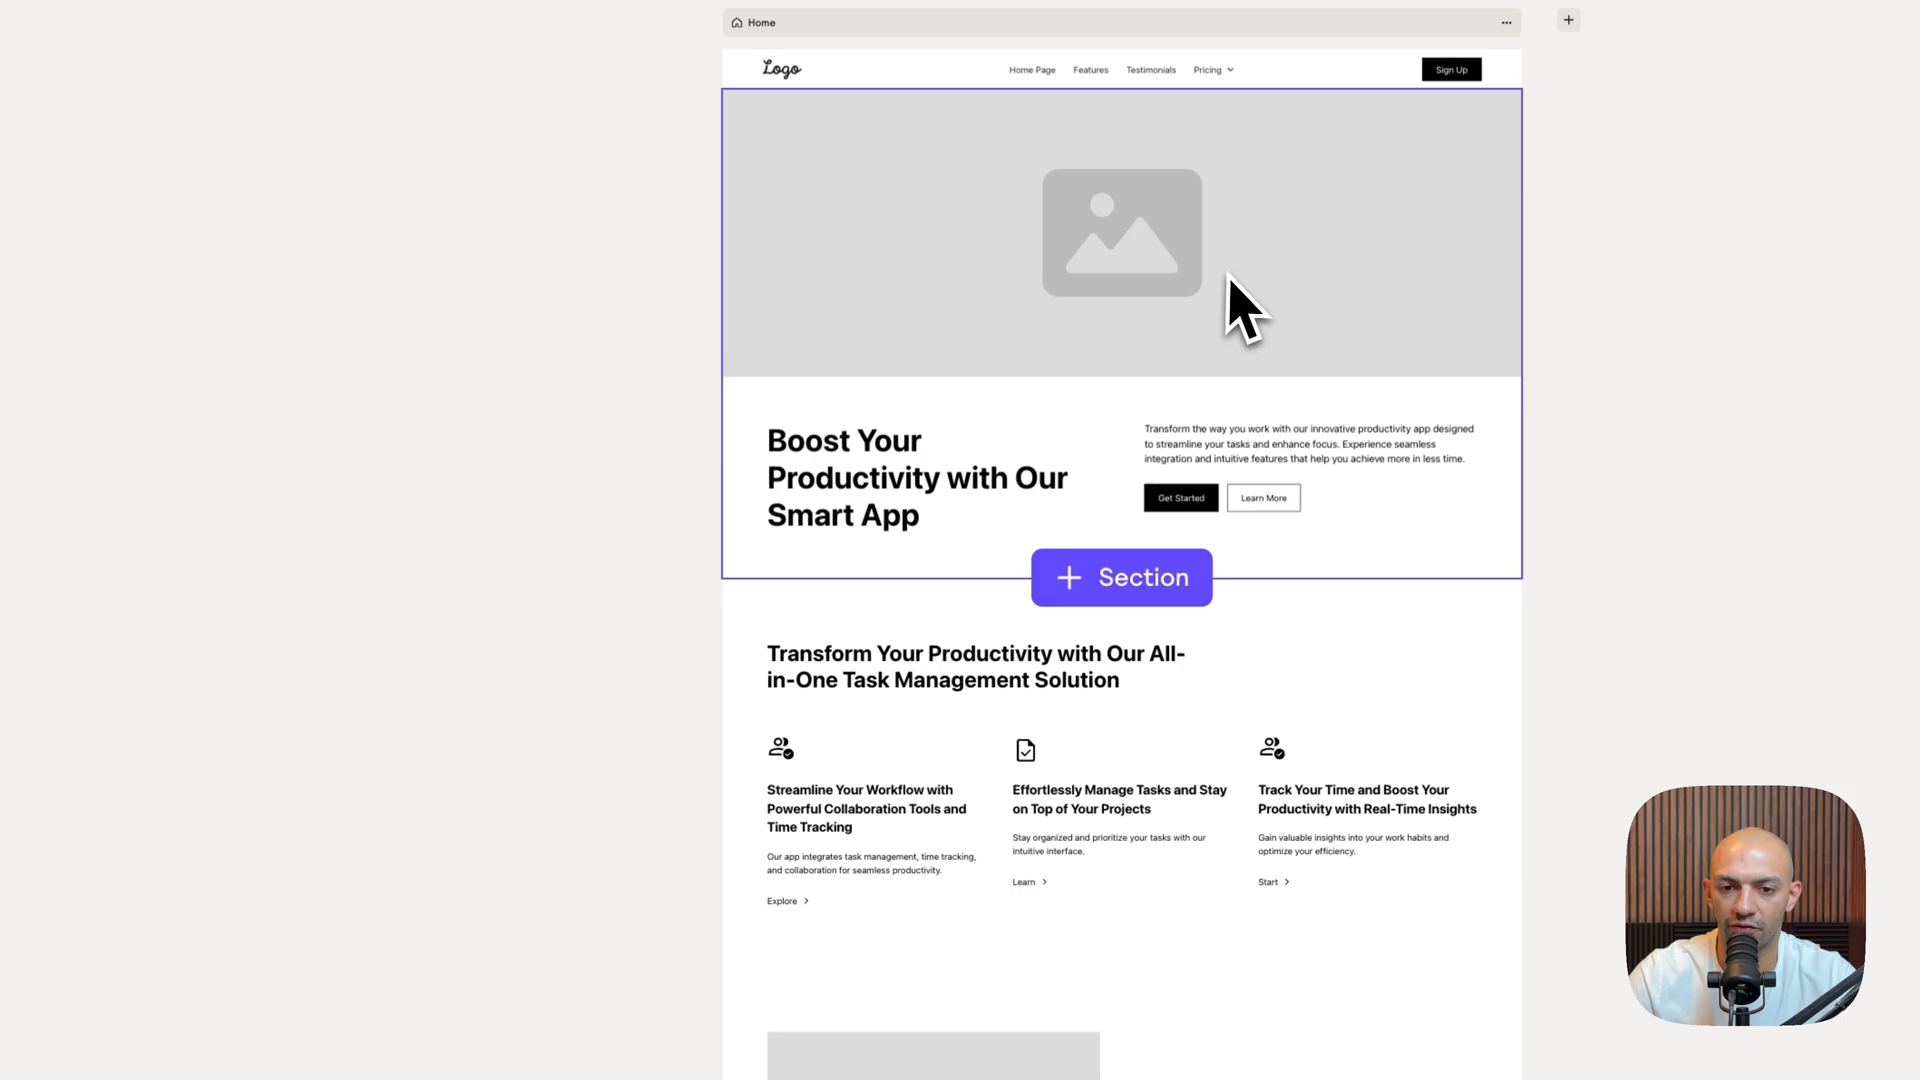 Home
Logo
Home Page Features Testimonials Pricing
Sign Up
Boost Your
Productivity with Our
Smart App
Transform the way you work with our innovative productivity app designed
to streamline your tasks and enhance focus. Experience seamless
integration and intuitive features that help you achieve more in less time.
Get Started
Learn More
Section
Transform Your Productivity with Our All-
in-One Task Management Solution
Streamline Your Workflow with
Powerful Collaboration Tools and
Time Tracking
Our app integrates task management, time tracking,
and collaboration for seamless productivity.
Explore
Effortlessly Manage Tasks and Stay
on Top of Your Projects
Stay organized and prioritize your tasks with our
intuitive interface.
Learn
Track Your Time and Boost Your
Productivity with Real-Time Insights
Gain valuable insights into your work habits and
optimize your efficiency.
Start